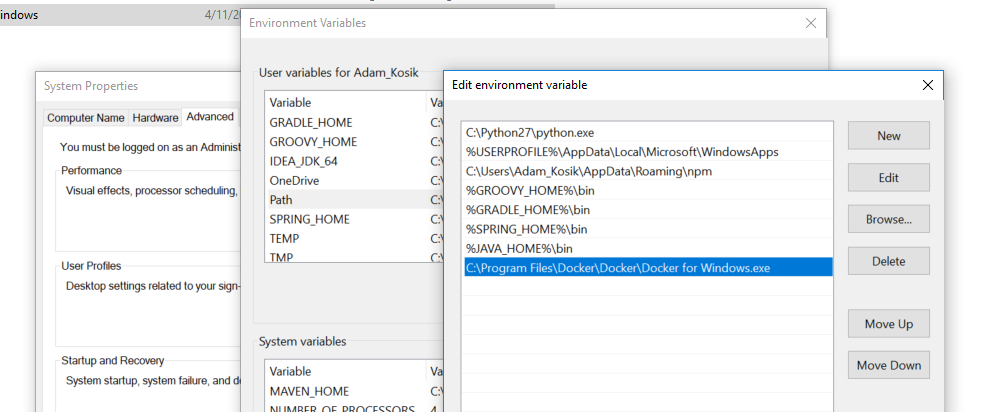 indows 4/11/20
Environment Variables
User variables for Adam_Kosik
Variable Va
GRADLE_HOME C:\
GROOVY_HOME C:\
IDEA_JDK_64 C:\
OneDrive C:\
Path C:\
SPRING_HOME C:\
TEMP C:\
TMP C:\
System variables
Variable Va
MAVEN_HOME C:\
NUMBER_OF_PROCESSORS 4
System Properties
Computer Name Hardware Advanced
You must be logged on as an Administ
Performance
Visual effects, processor scheduling,
User Profiles
Desktop settings related to your sign-
Startup and Recovery
System startup, system failure, and de
Edit environment variable
C:\Python27\python.exe
%USERPROFILE%\AppData\Local\Microsoft\WindowsApps
C:\Users\Adam_Kosik\AppData\Roaming\npm
%GROOVY_HOME%\bin
%GRADLE_HOME%\bin
%SPRING_HOME%\bin
%JAVA_HOME%\bin
C:\Program Files\Docker\Docker\Docker for Windows.exe
New
Edit
Browse...
Delete
Move Up
Move Down